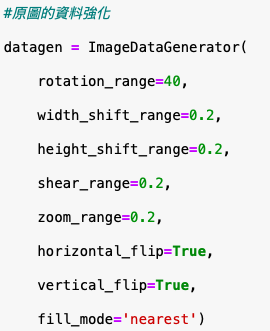 #原圖的資料強化
datagen = ImageDataGenerator(
    rotation_range=40,
    width_shift_range=0.2,
    height_shift_range=0.2,
    shear_range=0.2,
    zoom_range=0.2,
    horizontal_flip=True,
    vertical_flip=True,
    fill_mode='nearest')